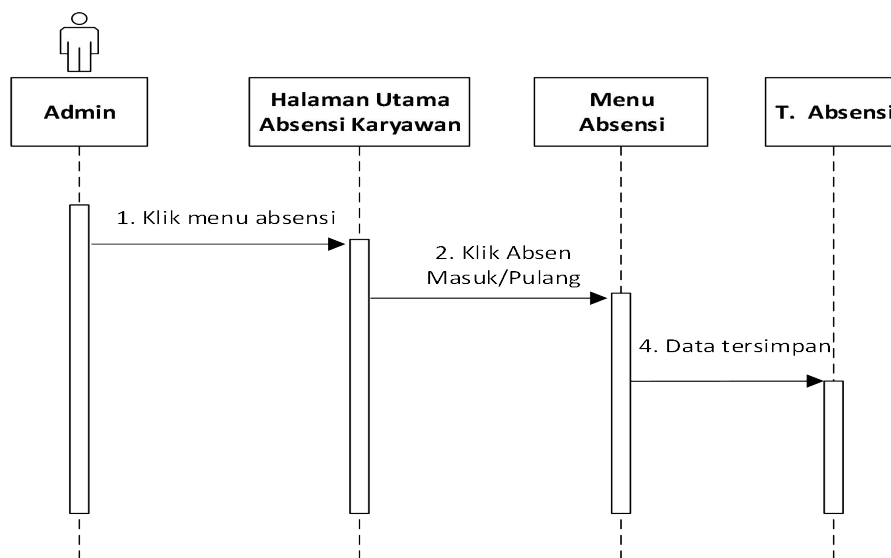 Admin
Halaman Utama
Absensi Karyawan
Menu
Absensi
T. Absensi
1. Klik menu absensi
2. Klik Absen
Masuk/Pulang
4. Data tersimpan